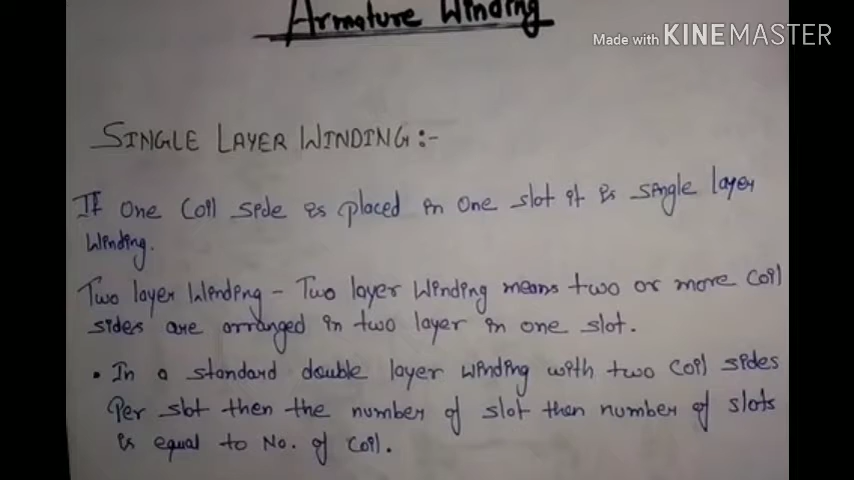 Armature Winding
Made with KINEMASTER
SINGLE LAYER WINDING:-
If one coil side is placed in one slot it is single layer
winding.
Two layer winding - Two layer winding means two or more coil
sides are arranged in two layer in one slot.
• In a standard double layer winding with two coil sides
Per slot then the number of slot then number of slots
is equal to No. of coil.